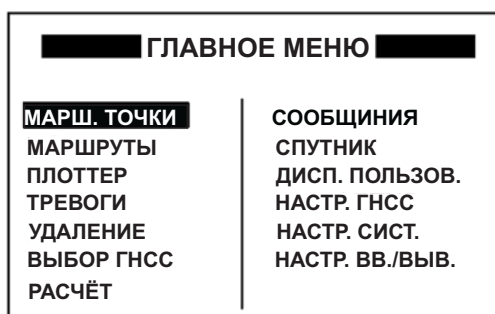 ГЛАВНОЕ МЕНЮ
МАРШ. ТОЧКИ
МАРШРУТЫ
ПЛОТТЕР
ТРЕВОГИ
УДАЛЕНИЕ
ВЫБОР ГНСС
РАСЧЁТ
СООБЩИНИЯ
СПУТНИК
ДИСП. ПОЛЬЗОВ.
НАСТР. ГНСС
НАСТР. СИСТ.
НАСТР. ВВ./ВЫВ.